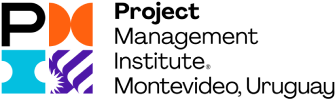 Project
Management
Institute®
Montevideo, Uruguay